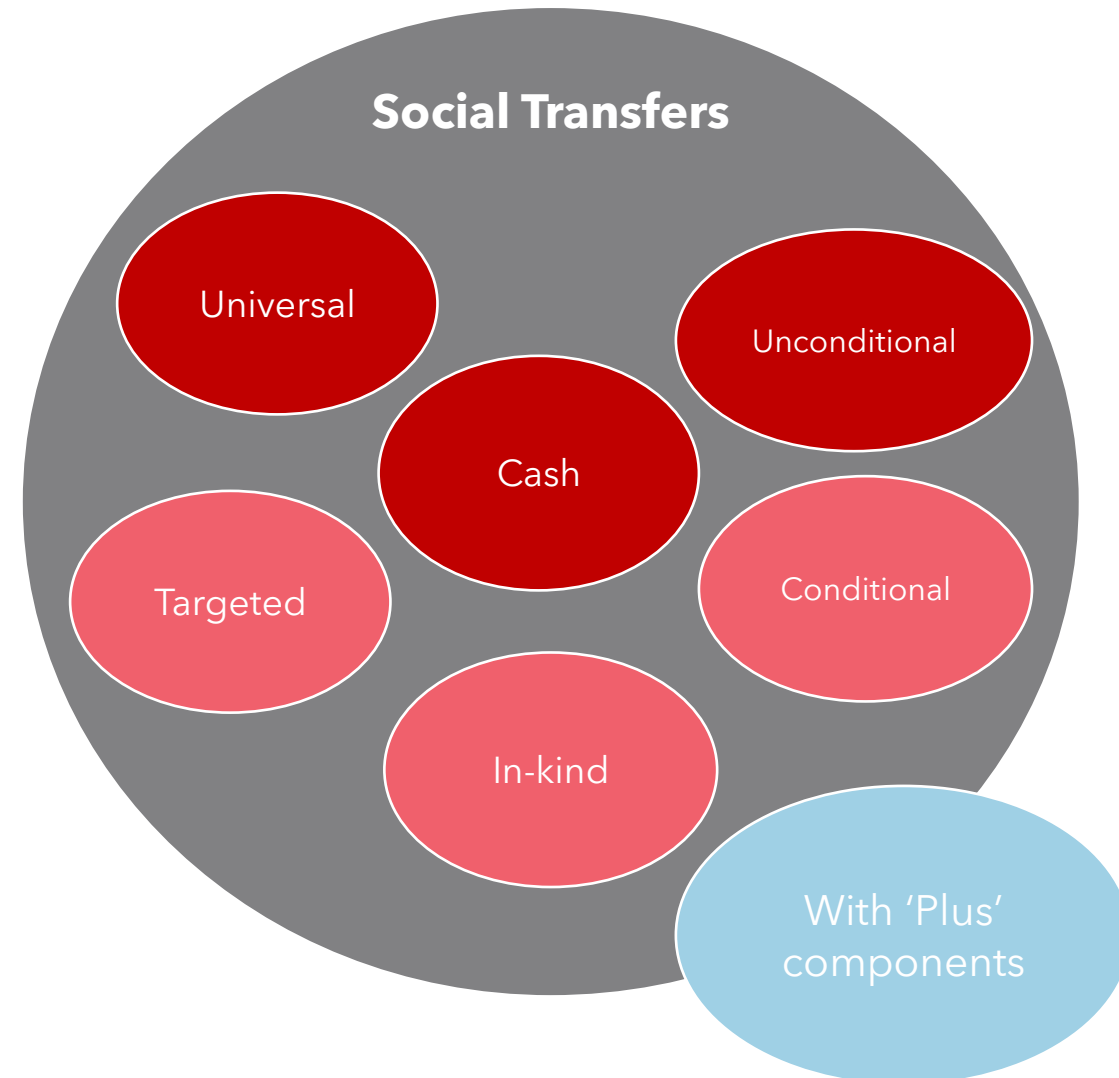 Social Transfers
Universal
Unconditional
Cash
Targeted
Conditional
In-kind
With ‘Plus’
components